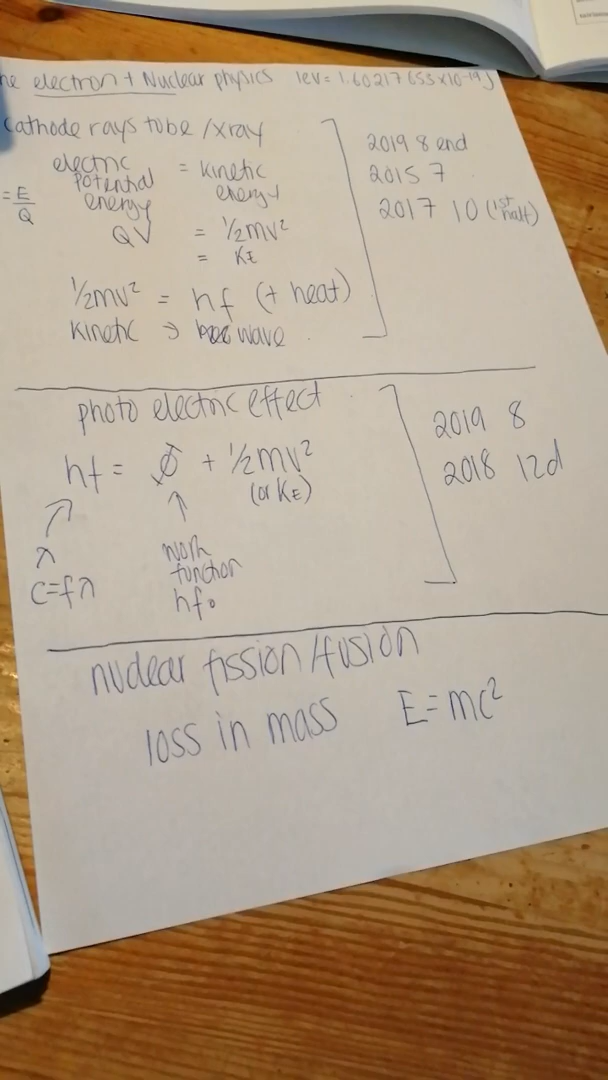 he electron + Nuclear physics 1ev = 1.60217653x10⁻¹⁹J
cathode rays tube / xray
electric potential energy = kinetic energy
= E/Q
QV = ½mv²
= KE
½mv² = hf (+ heat)
kinetic → wave
2019 8 end
2015 7
2017 10 (1st half)
photo electric effect
hf = Φ + ½mv²
(or KE)
λ
c=fλ
work
function
hf₀
2019 8
2018 12d
nuclear fission/fusion
loss in mass E=mc²